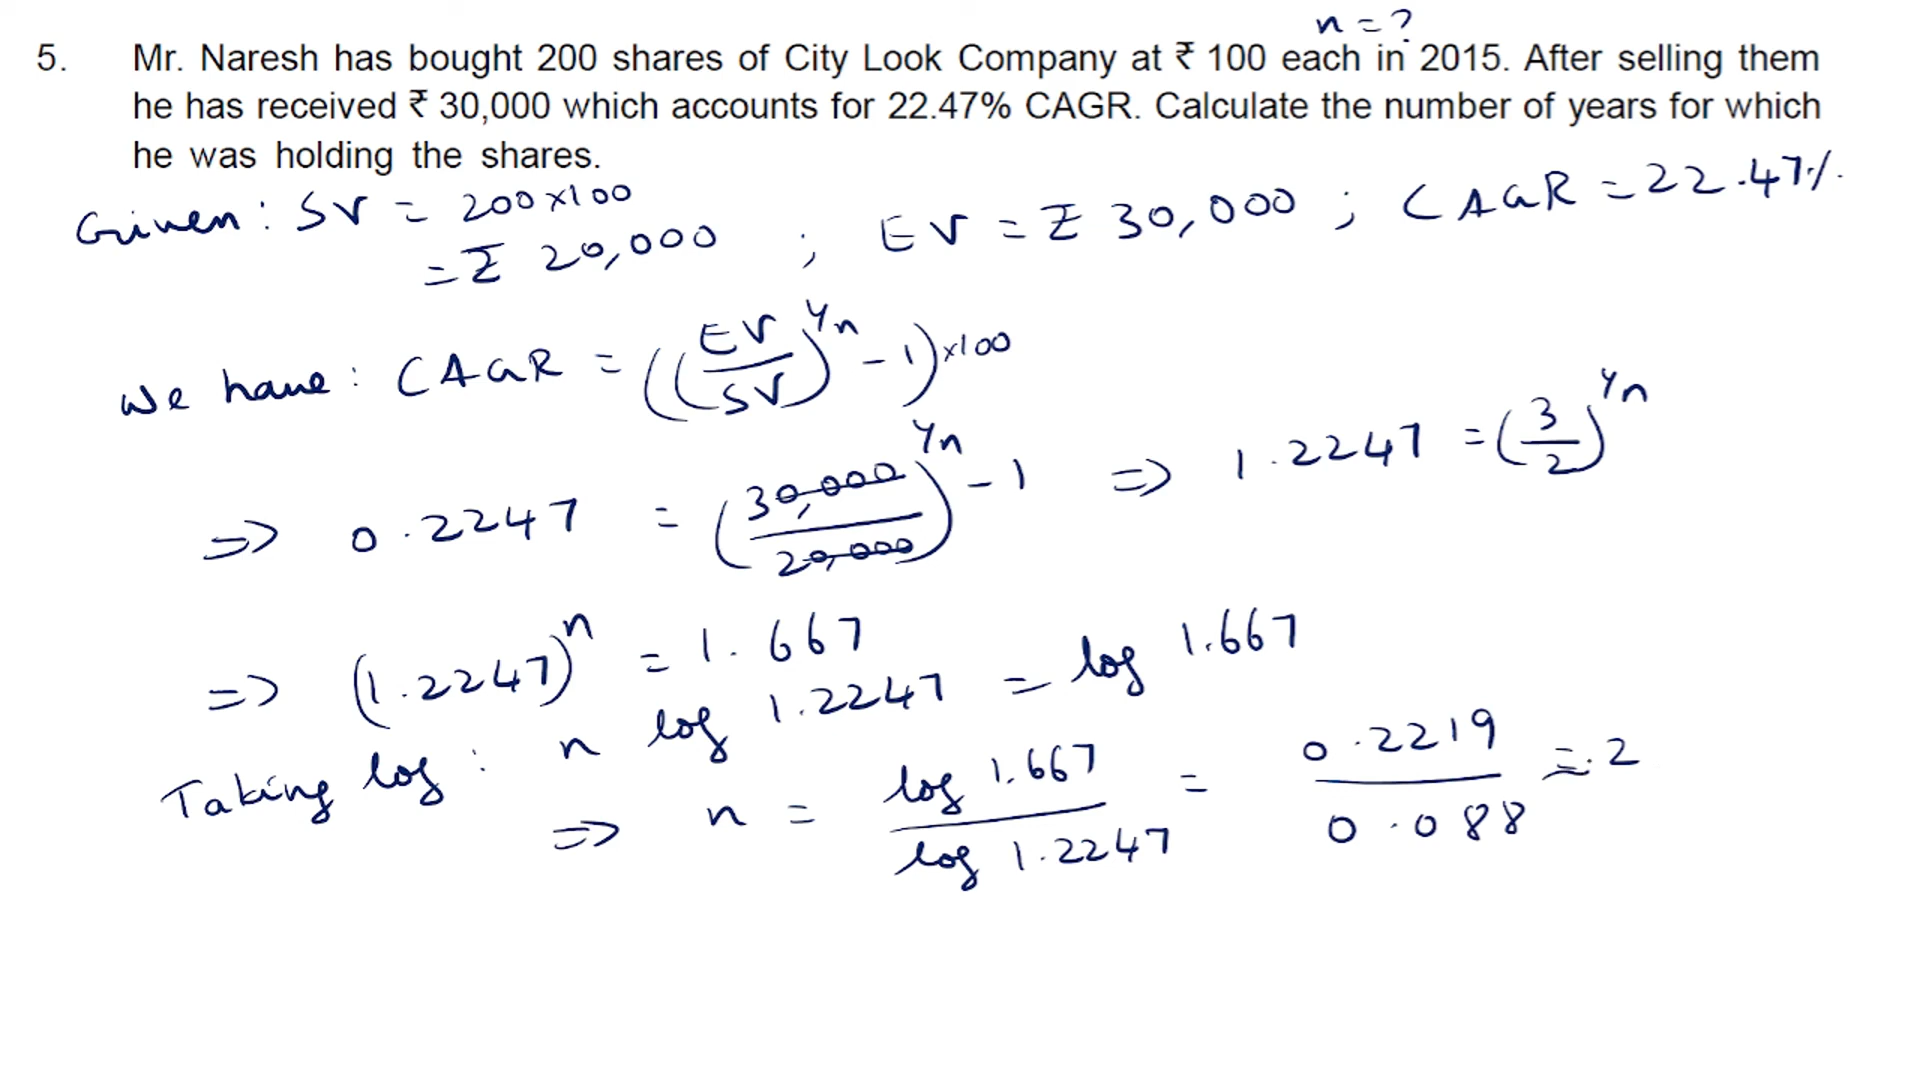 n = ?
5. Mr. Naresh has bought 200 shares of City Look Company at ₹ 100 each in 2015. After selling them
he has received ₹ 30,000 which accounts for 22.47% CAGR. Calculate the number of years for which
he was holding the shares.
Given : SV = 200 x 100
= ₹ 20,000 ; EV = ₹ 30,000 ; CAGR = 22.47%.
We have : CAGR = ((EV/SV)^1/n - 1) x 100
=> 0.2247 = (30,000/20,000)^1/n - 1 => 1.2247 = (3/2)^1/n
=> (1.2247)^n = 1.667
Taking log : n log 1.2247 = log 1.667
=> n = log 1.667 / log 1.2247 = 0.2219 / 0.088 ≈ 2